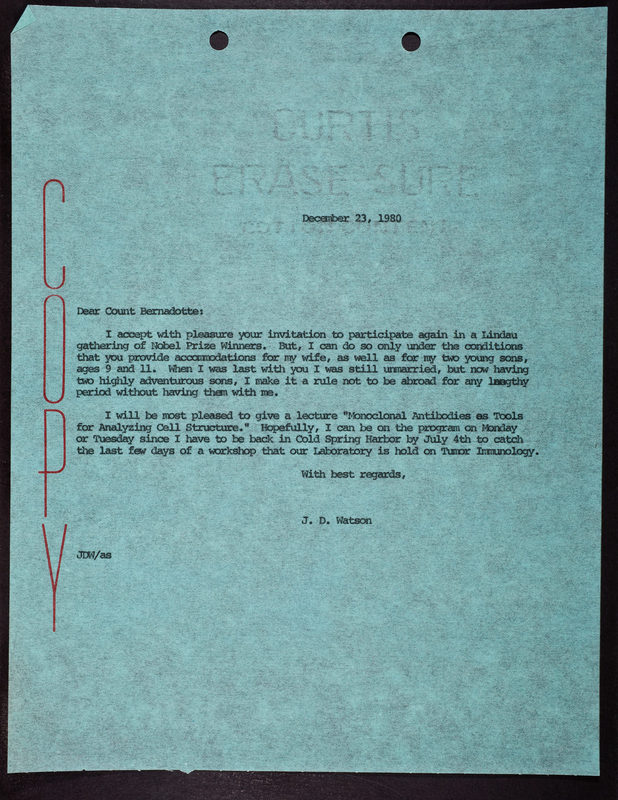 CURTIS
ERASE-SURE
December 23, 1980
COPY
Dear Count Bernadotte:
I accept with pleasure your invitation to participate again in a Lindau
gathering of Nobel Prize Winners. But, I can do so only under the conditions
that you provide accommodations for my wife, as well as for my two young sons,
ages 9 and 11. When I was last with you I was still unmarried, but now having
two highly adventurous sons, I make it a rule not to be abroad for any lengthy
period without having them with me.
I will be most pleased to give a lecture "Monoclonal Antibodies as Tools
for Analyzing Cell Structure." Hopefully, I can be on the program on Monday
or Tuesday since I have to be back in Cold Spring Harbor by July 4th to catch
the last few days of a workshop that our Laboratory is hold on Tumor Immunology.
With best regards,
J. D. Watson
JDW/as